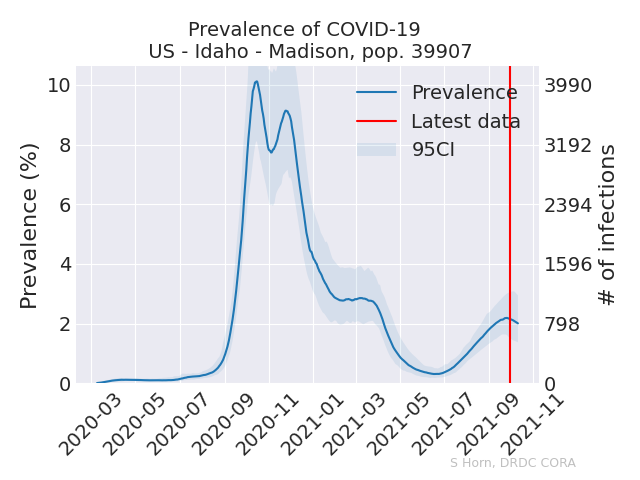 Prevalence of COVID-19
US - Idaho - Madison, pop. 39907
Prevalence (%)
10
8
6
4
2
0
Prevalence
Latest data
95CI
3990
3192
2394
1596
798
0
# of infections
2020-03
2020-05
2020-07
2020-09
2020-11
2021-01
2021-03
2021-05
2021-07
2021-09
2021-11
S Horn, DRDC CORA